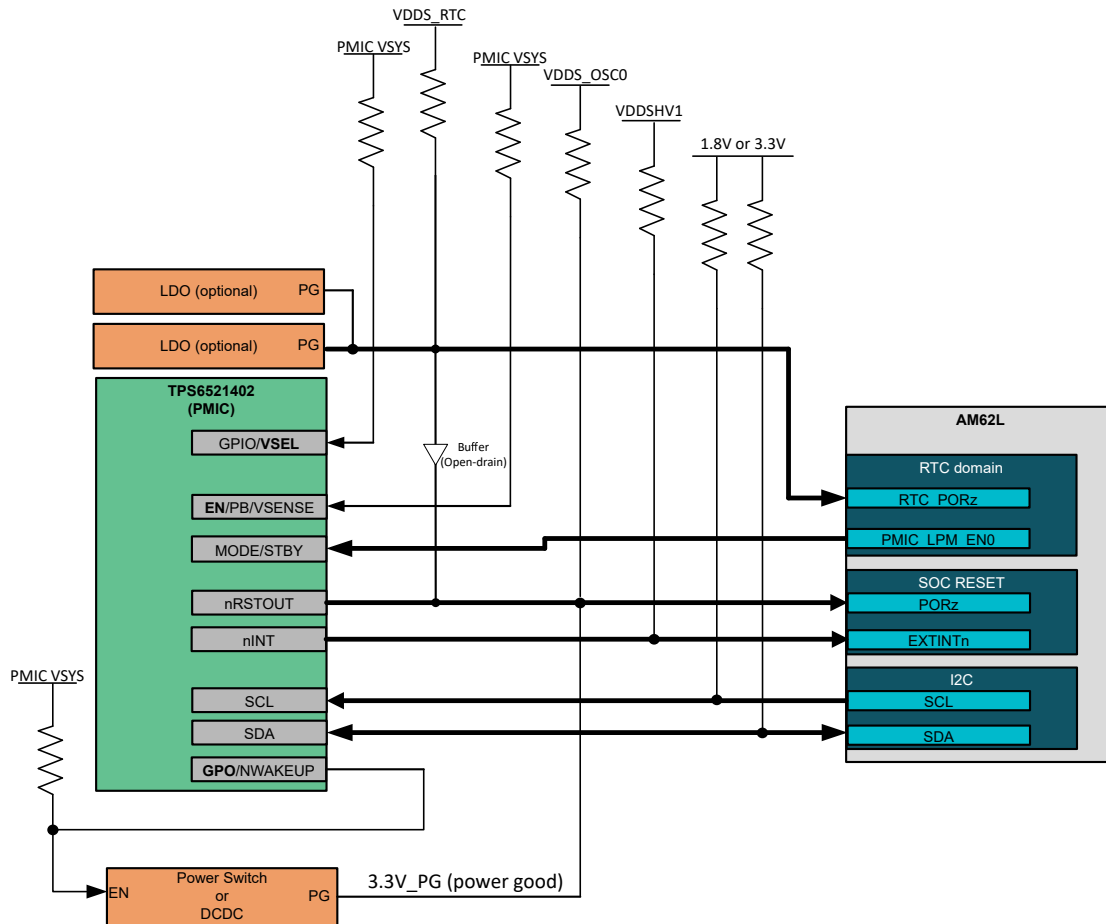 VDDS_RTC
PMIC VSYS
PMIC VSYS
VDDS_OSC0
VDDSHV1
1.8V or 3.3V
LDO (optional)
PG
LDO (optional)
PG
TPS6521402
(PMIC)
GPIO/VSEL
Buffer
(Open-drain)
EN/PB/VSENSE
MODE/STBY
nRSTOUT
nINT
SCL
SDA
GPO/NWAKEUP
AM62L
RTC domain
RTC_PORz
PMIC_LPM_EN0
SOC RESET
PORz
EXTINTn
I2C
SCL
SDA
PMIC VSYS
EN
Power Switch
or
DCDC
PG
3.3V_PG (power good)